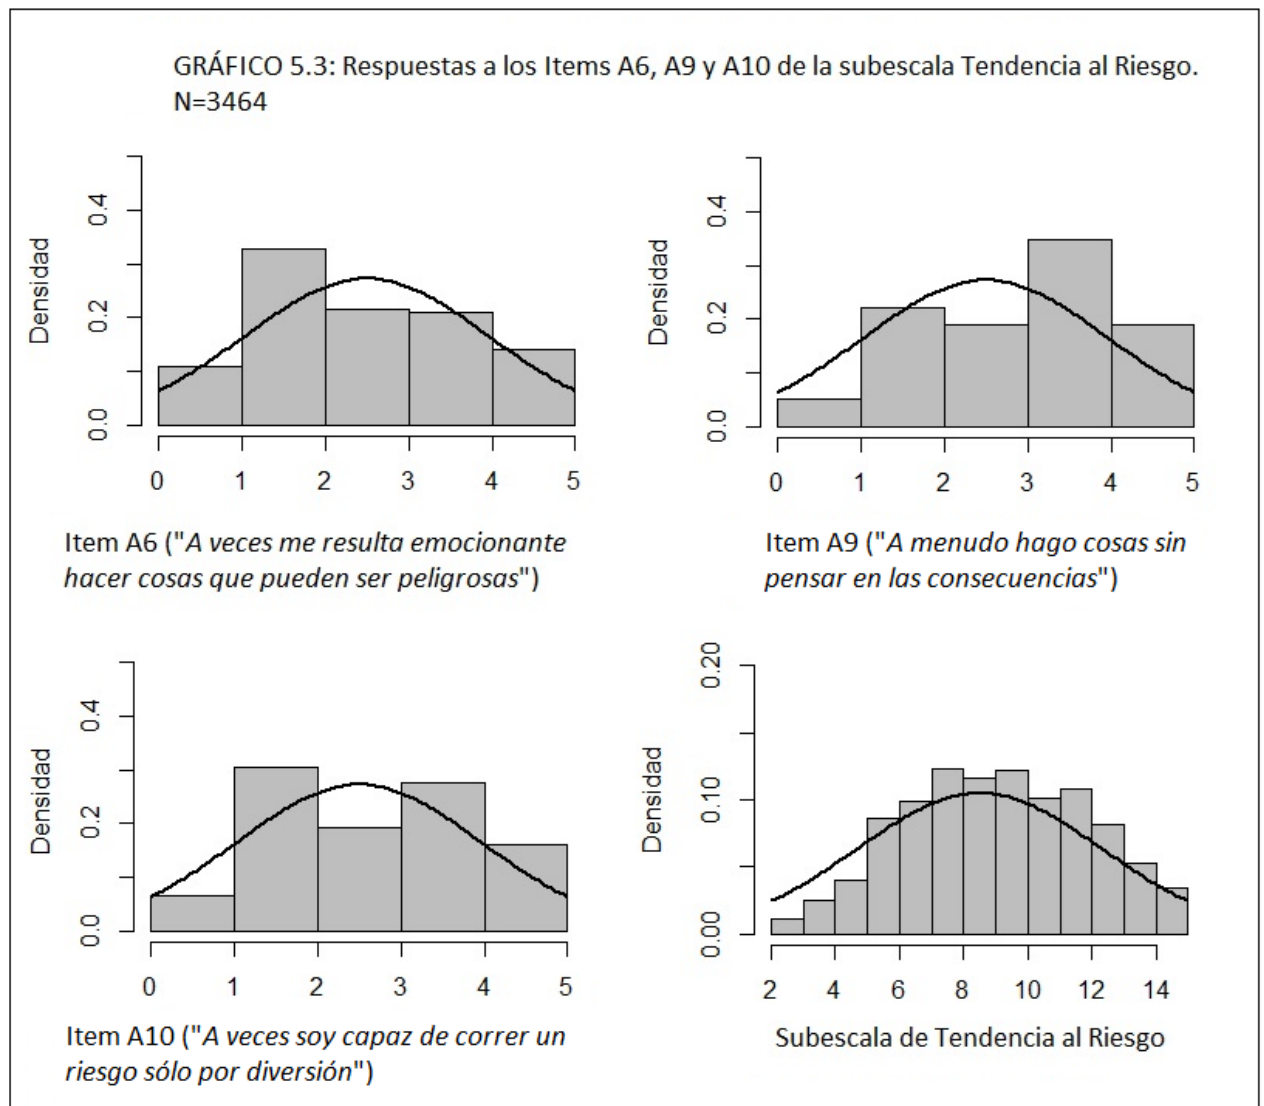 GRÁFICO 5.3: Respuestas a los Items A6, A9 y A10 de la subescala Tendencia al Riesgo.
N=3464
Densidad
0.0
0.2
0.4
0 1 2 3 4 5
Item A6 ("A veces me resulta emocionante
hacer cosas que pueden ser peligrosas")
Densidad
0.0
0.2
0.4
0 1 2 3 4 5
Item A9 ("A menudo hago cosas sin
pensar en las consecuencias")
Densidad
0.0
0.2
0.4
0 1 2 3 4 5
Item A10 ("A veces soy capaz de correr un
riesgo sólo por diversión")
Densidad
0.00
0.10
0.20
2 4 6 8 10 12 14
Subescala de Tendencia al Riesgo